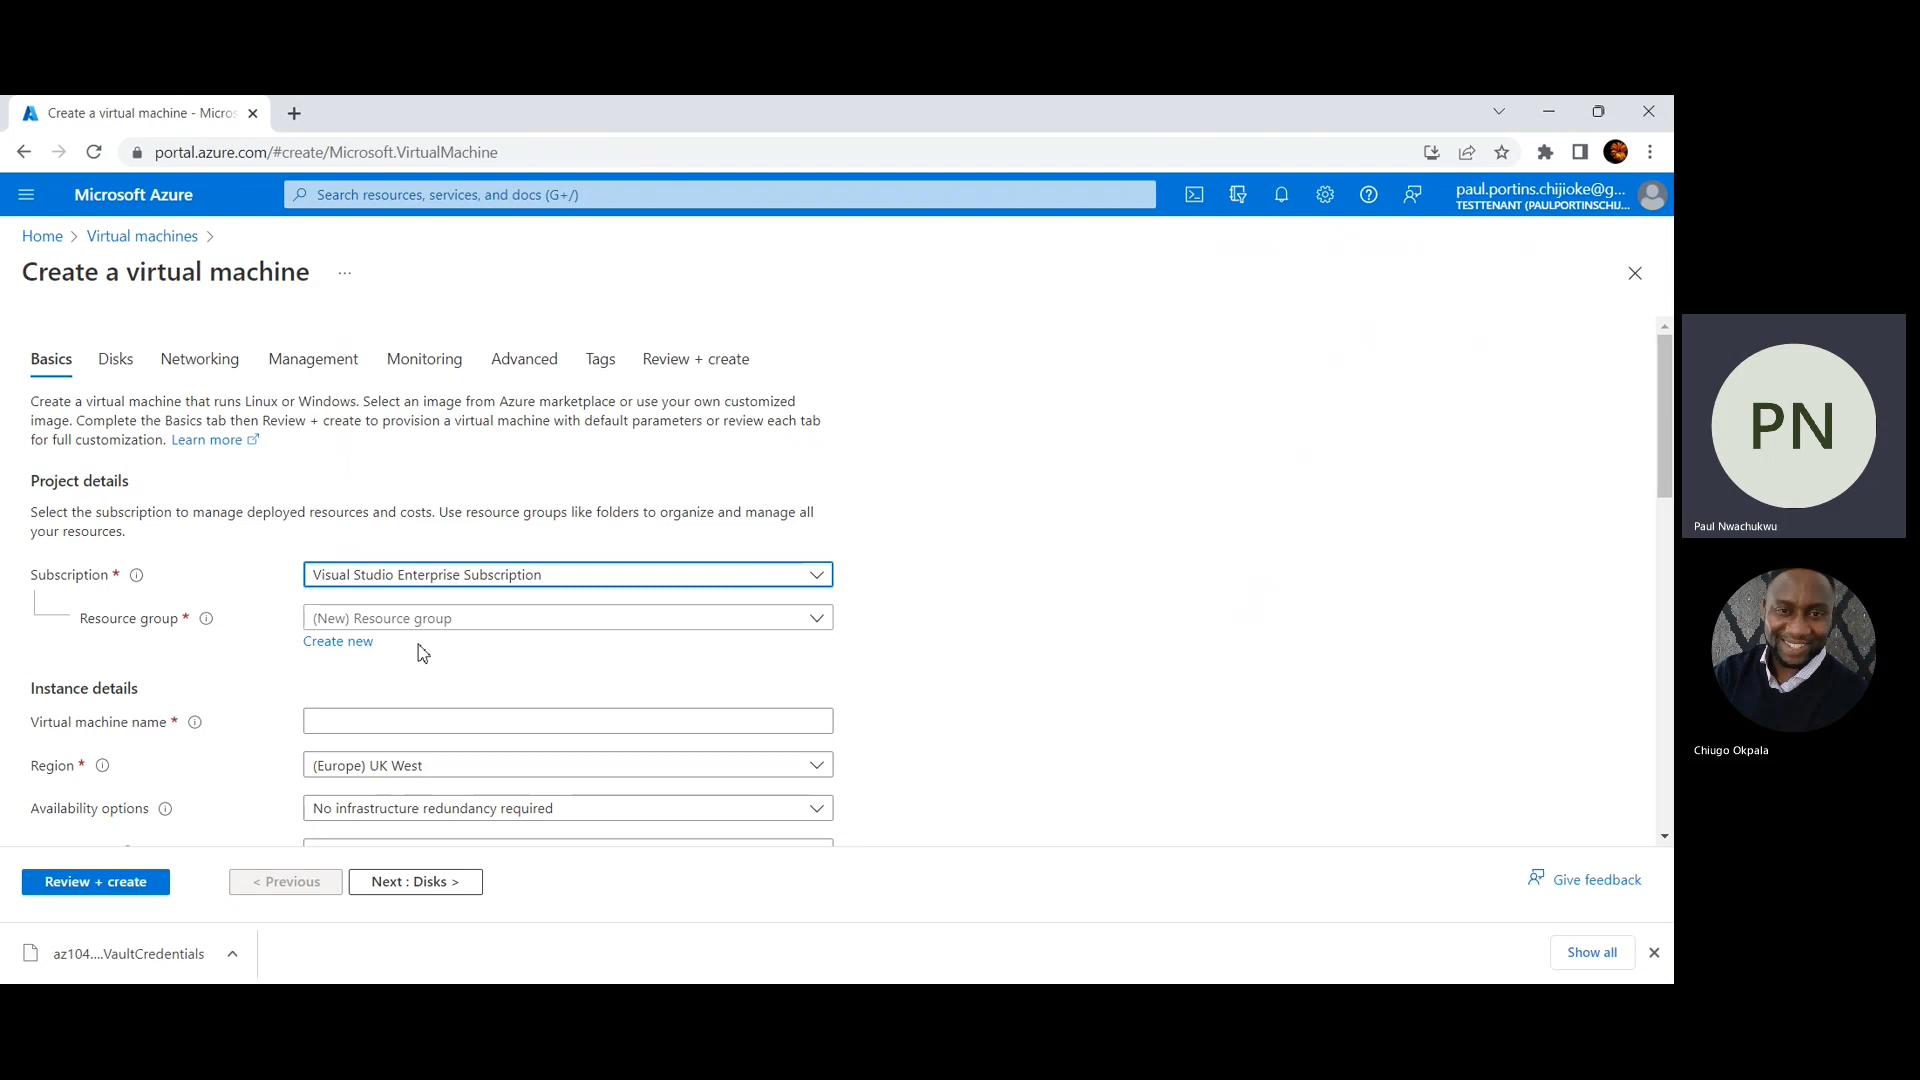 Create a virtual machine - Micros
portal.azure.com/#create/Microsoft.VirtualMachine
Microsoft Azure
Search resources, services, and docs (G+/)
paul.portins.chijioke@g...
TESTTENANT (PAULPORTINSCHIJ...
Home > Virtual machines >
Create a virtual machine ...
Basics Disks Networking Management Monitoring Advanced Tags Review + create
Create a virtual machine that runs Linux or Windows. Select an image from Azure marketplace or use your own customized
image. Complete the Basics tab then Review + create to provision a virtual machine with default parameters or review each tab
for full customization. Learn more
Project details
Select the subscription to manage deployed resources and costs. Use resource groups like folders to organize and manage all
your resources.
Subscription * Visual Studio Enterprise Subscription
Resource group * (New) Resource group
Create new
Instance details
Virtual machine name *
Region * (Europe) UK West
Availability options No infrastructure redundancy required
Review + create < Previous Next : Disks > Give feedback
az104....VaultCredentials Show all
PN
Paul Nwachukwu
Chiugo Okpala